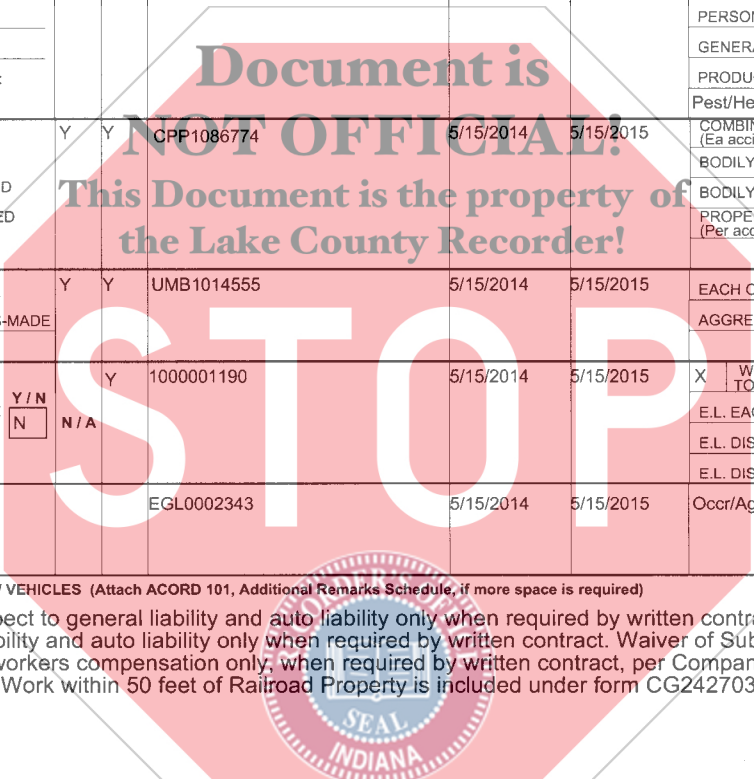 PERSON
GENERA
Document is
PRODU
Pest/He
Y Y CPP1086774 5/15/2014 5/15/2015 COMBIN
(Ea acci
NOT OFFICIAL!
BODILY
D
This Document is the property of
BODILY
ED
PROPE
(Per acc
the Lake County Recorder!
Y Y UMB1014555 5/15/2014 5/15/2015 EACH O
S-MADE
AGGRE
STOP
Y 1000001190 5/15/2014 5/15/2015 X W
TO
Y / N
N N / A
E.L. EAC
E.L. DIS
E.L. DIS
EGL0002343 5/15/2014 5/15/2015 Occr/Ag
/ VEHICLES (Attach ACORD 101, Additional Remarks Schedule, if more space is required)
pect to general liability and auto liability only when required by written contra
bility and auto liability only when required by written contract. Waiver of Sub
workers compensation only, when required by written contract, per Compan
Work within 50 feet of Railroad Property is included under form CG242703
RECORDER'S OFFICE
SEAL
INDIANA